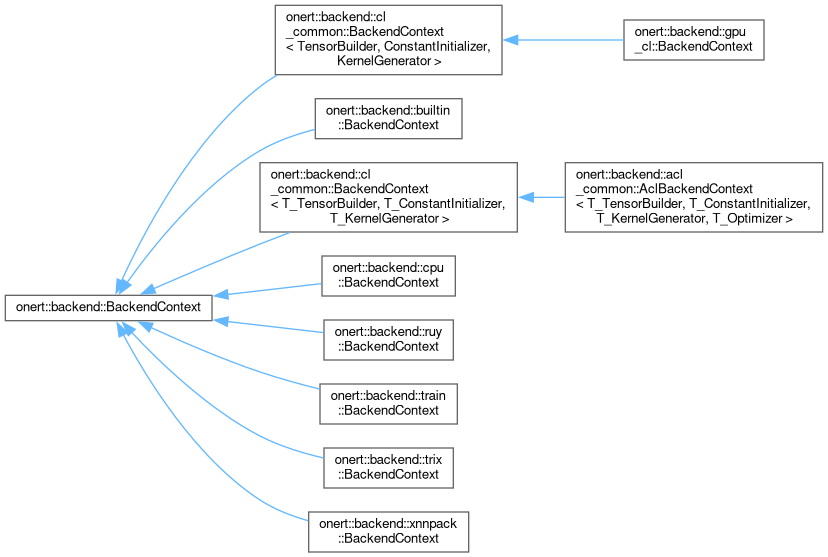 onert::backend::cl
_common::BackendContext
< TensorBuilder, ConstantInitializer,
KernelGenerator >
onert::backend::gpu
_cl::BackendContext
onert::backend::builtin
::BackendContext
onert::backend::cl
_common::BackendContext
< T_TensorBuilder, T_ConstantInitializer,
T_KernelGenerator >
onert::backend::acl
_common::AclBackendContext
< T_TensorBuilder, T_ConstantInitializer,
T_KernelGenerator, T_Optimizer >
onert::backend::cpu
::BackendContext
onert::backend::BackendContext
onert::backend::ruy
::BackendContext
onert::backend::train
::BackendContext
onert::backend::trix
::BackendContext
onert::backend::xnnpack
::BackendContext